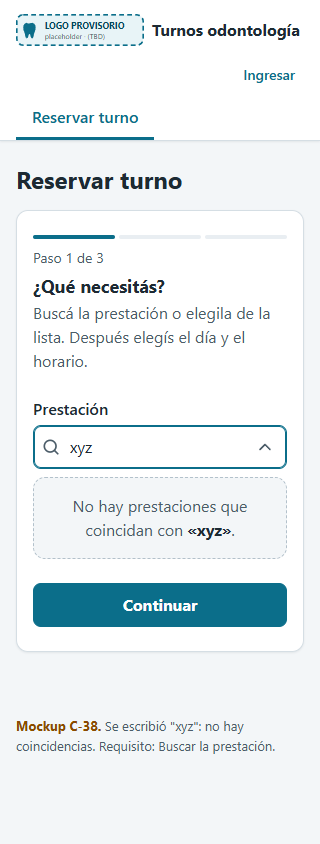 LOGO PROVISORIO
placeholder · (TBD)
Turnos odontología
Ingresar
Reservar turno
Reservar turno
Paso 1 de 3
¿Qué necesitás?
Buscá la prestación o elegila de la
lista. Después elegís el día y el
horario.
Prestación
xyz
No hay prestaciones que
coincidan con «xyz».
Continuar
Mockup C-38. Se escribió "xyz": no hay
coincidencias. Requisito: Buscar la prestación.